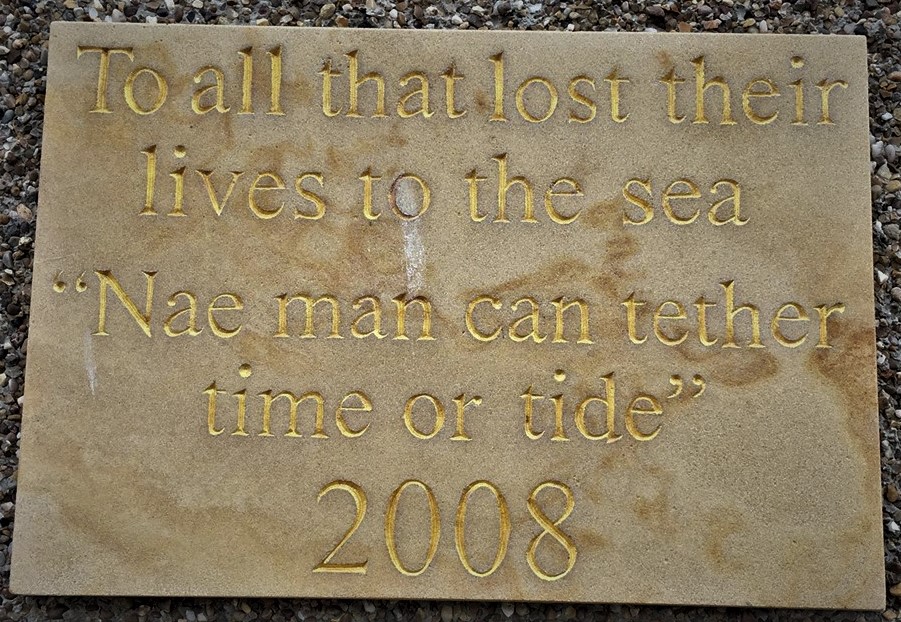 To all that lost their
lives to the sea
“Nae man can tether
time or tide”
2008